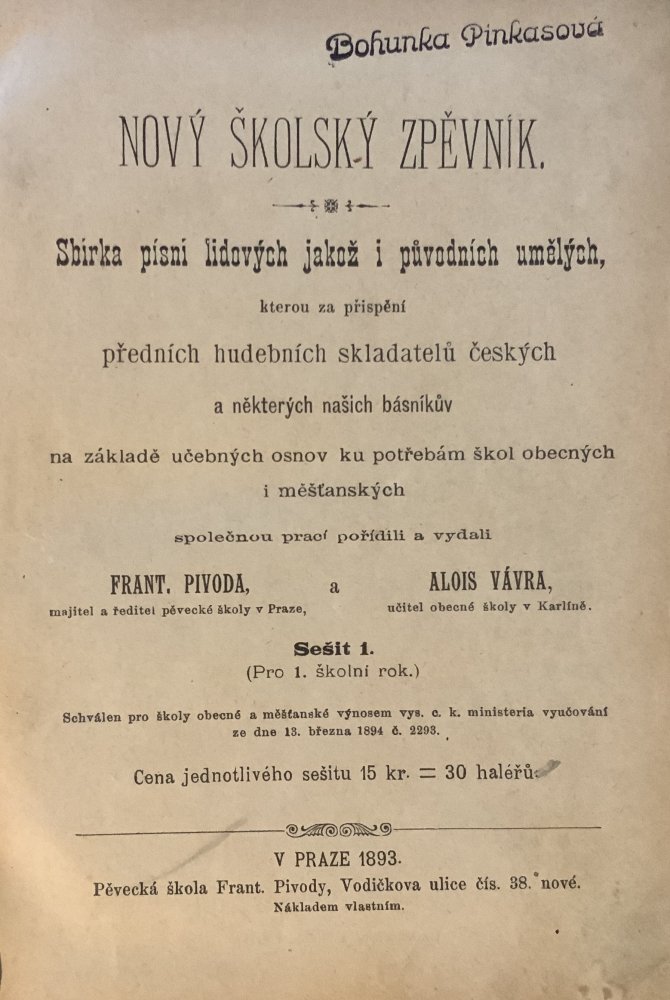 Bohunka Pinkasová
NOVÝ ŠKOLSKÝ ZPĚVNÍK.
Sbírka písní lidových jakož i původních umělých,
kterou za přispění
předních hudebních skladatelů českých
a některých našich básníkův
na základě učebných osnov ku potřebám škol obecných
i měšťanských
společnou prací pořídili a vydali
FRANT. PIVODA, a ALOIS VÁVRA,
majitel a ředitel pěvecké školy v Praze, učitel obecné školy v Karlíně.
Sešit 1.
(Pro 1. školní rok.)
Schválen pro školy obecné a měšťanské výnosem vys. c. k. ministeria vyučování
ze dne 13. března 1894 č. 2293.
Cena jednotlivého sešitu 15 kr. = 30 haléřů.
V PRAZE 1893.
Pěvecká škola Frant. Pivody, Vodičkova ulice čís. 38. nové.
Nákladem vlastním.